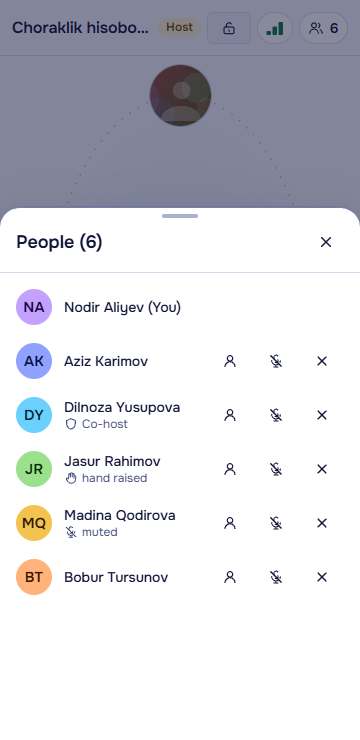 Choraklik hisobo...
Host
6
People (6)
NA
Nodir Aliyev (You)
AK
Aziz Karimov
DY
Dilnoza Yusupova
Co-host
JR
Jasur Rahimov
hand raised
MQ
Madina Qodirova
muted
BT
Bobur Tursunov